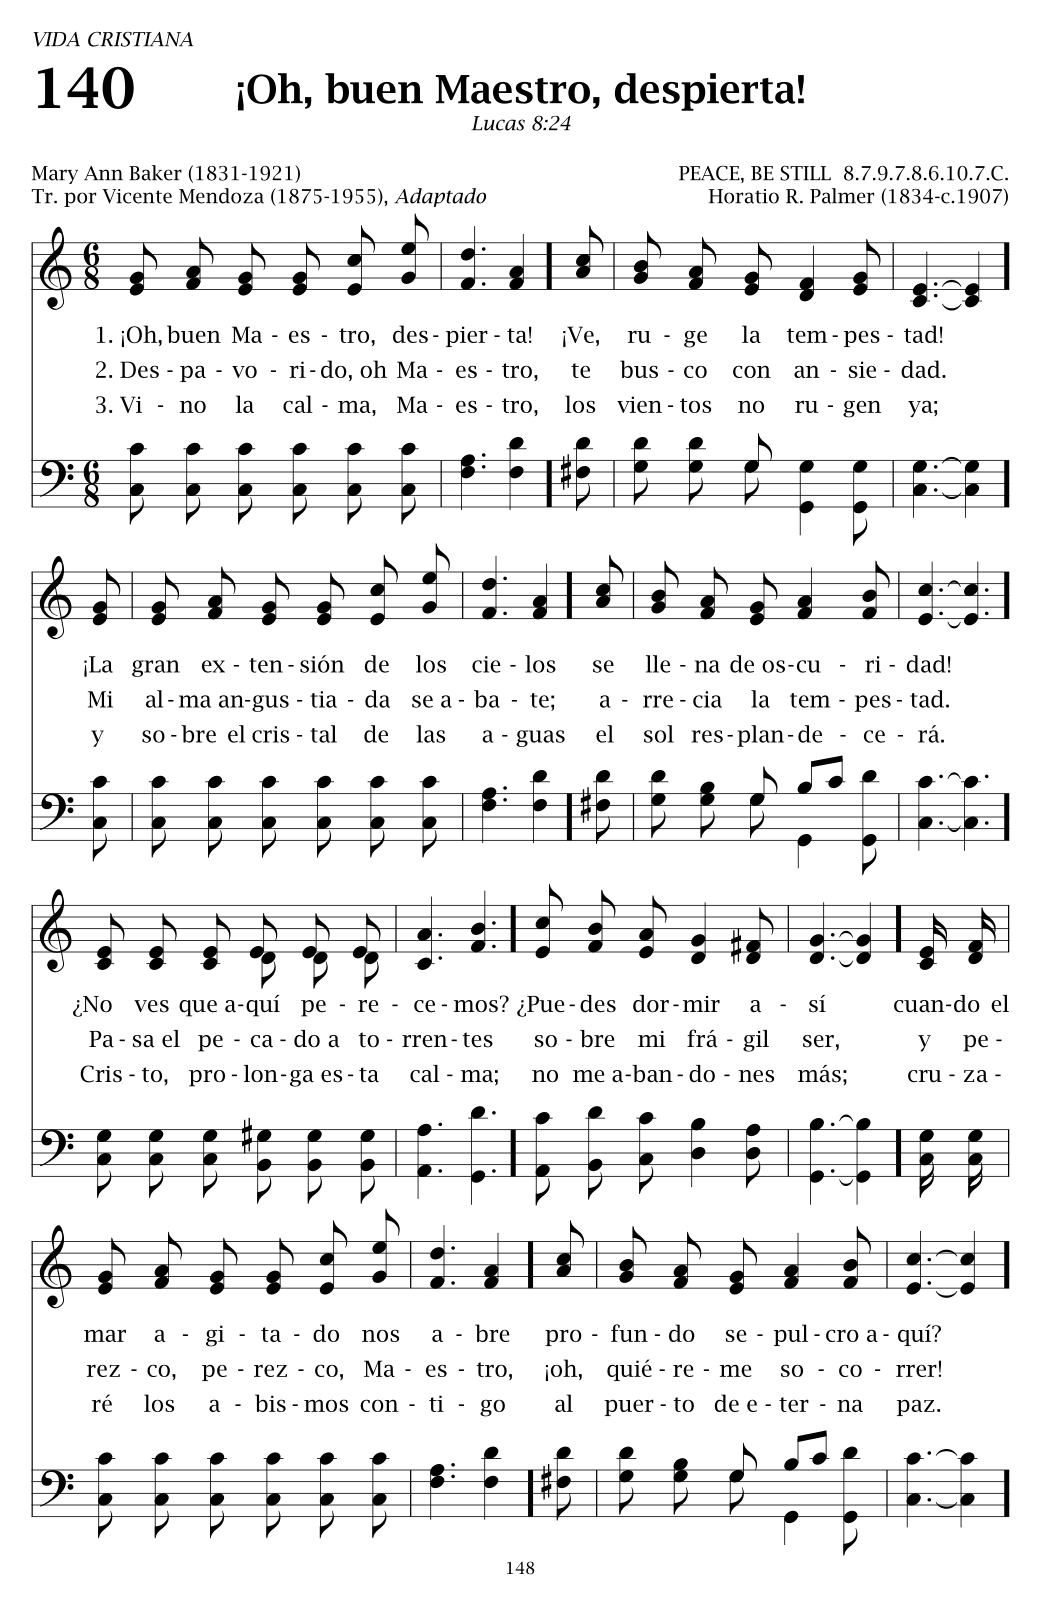 VIDA CRISTIANA
140 ¡Oh, buen Maestro, despierta!
Lucas 8:24
Mary Ann Baker (1831-1921) PEACE, BE STILL 8.7.9.7.8.6.10.7.C.
Tr. por Vicente Mendoza (1875-1955), Adaptado Horatio R. Palmer (1834-c.1907)
1. ¡Oh, buen Ma - es - tro, des - pier - ta! ¡Ve, ru - ge la tem - pes - tad!
2. Des - pa - vo - ri - do, oh Ma - es - tro, te bus - co con an - sie - dad.
3. Vi - no la cal - ma, Ma - es - tro, los vien - tos no ru - gen ya;
¡La gran ex - ten - sión de los cie - los se lle - na de os - cu - ri - dad!
Mi al - ma an - gus - tia - da se a - ba - te; a - rre - cia la tem - pes - tad.
y so - bre el cris - tal de las a - guas el sol res - plan - de - ce - rá.
¿No ves que a - quí pe - re - ce - mos? ¿Pue - des dor - mir a - sí cuan - do el
Pa - sa el pe - ca - do a to - rren - tes so - bre mi frá - gil ser, y pe -
Cris - to, pro - lon - ga es - ta cal - ma; no me a - ban - do - nes más; cru - za -
mar a - gi - ta - do nos a - bre pro - fun - do se - pul - cro a - quí?
rez - co, pe - rez - co, Ma - es - tro, ¡oh, quié - re - me so - co - rrer!
ré los a - bis - mos con - ti - go al puer - to de e - ter - na paz.
148